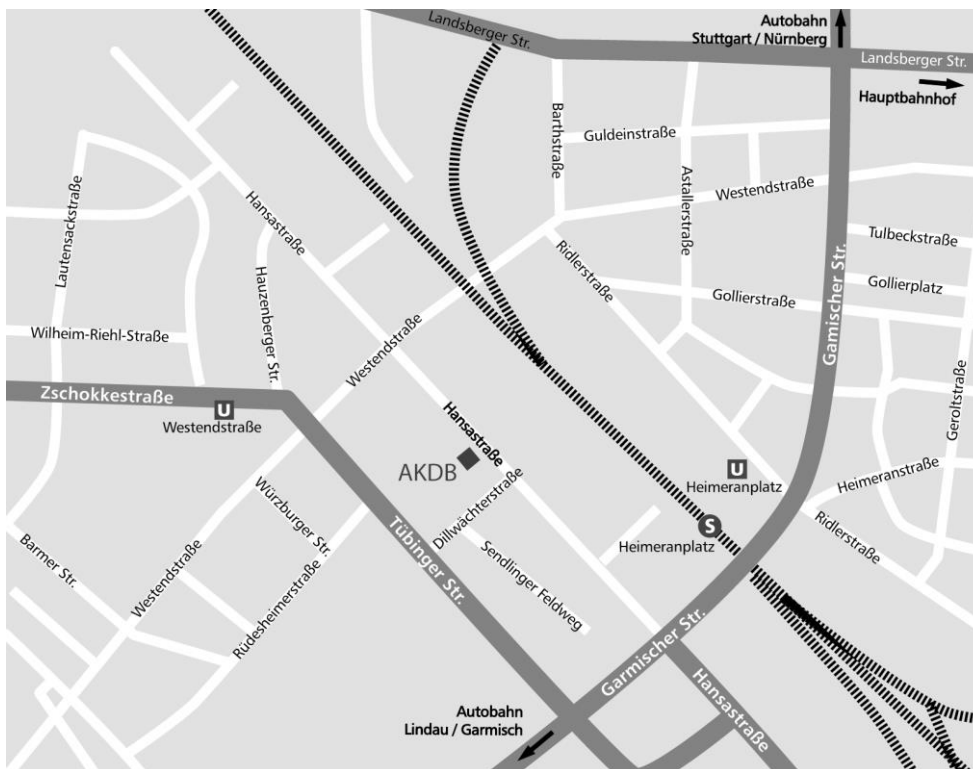 Autobahn
Stuttgart / Nürnberg
Landsberger Str.
Landsberger Str.
Hauptbahnhof
Barthstraße
Guldeinstraße
Astallerstraße
Westendstraße
Lautensackstraße
Hansastraße
Hauzenberger Str.
Ridlerstraße
Tulbeckstraße
Gollierplatz
Gollierstraße
Gamischer Str.
Wilheim-Riehl-Straße
Westendstraße
Zschokkestraße
U
Westendstraße
Hansastraße
AKDB
Geroltstraße
U
Heimeranplatz
Heimeranstraße
Würzburger Str.
Dillwächterstraße
S
Heimeranplatz
Ridlerstraße
Tübinger Str.
Sendlinger Feldweg
Barmer Str.
Westendstraße
Rüdesheimerstraße
Garmischer Str.
Hansastraße
Autobahn
Lindau / Garmisch